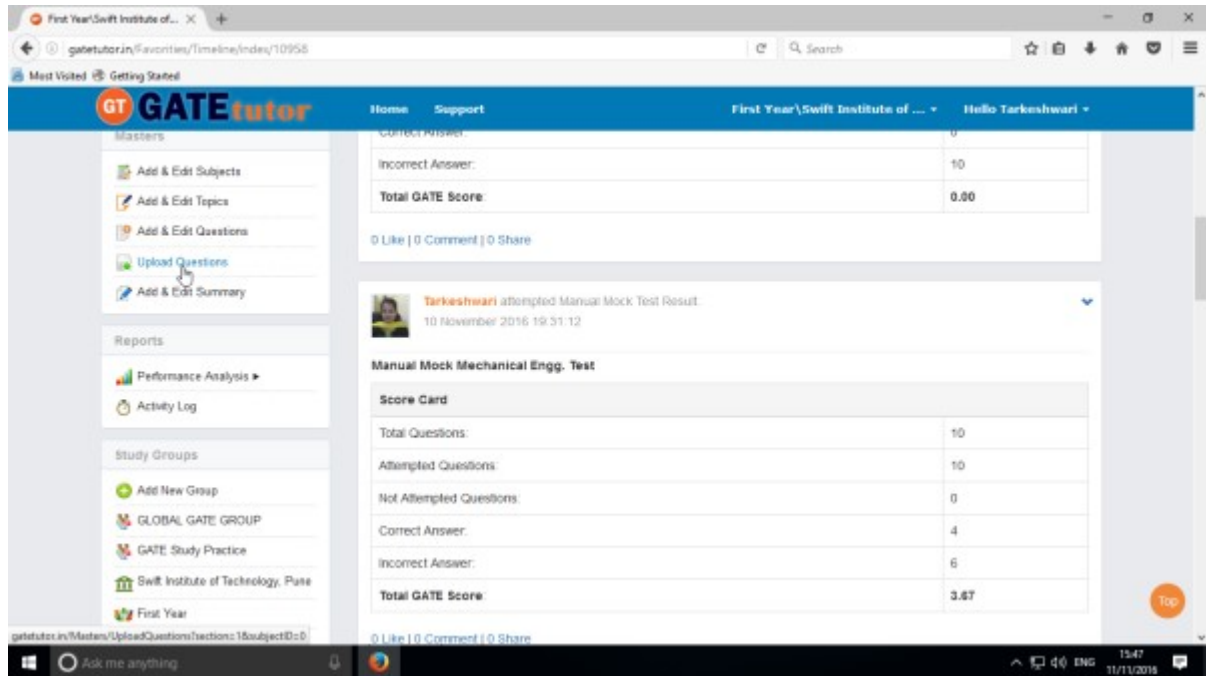 First Year\Swift Institute of...
gatetutor.in/Favorities/Timeline/Index/10958
Search
Most Visited Getting Started
GT GATEtutor Home Support First Year\Swift Institute of .... Hello Tarkeshwari
Masters
Add & Edit Subjects
Add & Edit Topics
Add & Edit Questions
Upload Questions
Add & Edit Summary
Reports
Performance Analysis
Activity Log
Study Groups
Add New Group
GLOBAL GATE GROUP
GATE Study Practice
Swift Institute of Technology, Pune
First Year
gatetutor.in/Masters/UploadQuestions?section=1&subjectID=0
Correct Answer: 0
Incorrect Answer: 10
Total GATE Score: 0.00
0 Like | 0 Comment | 0 Share
Tarkeshwari attempted Manual Mock Test Result.
10 November 2016 19:31:12
Manual Mock Mechanical Engg. Test
Score Card
Total Questions: 10
Attempted Questions: 10
Not Attempted Questions: 0
Correct Answer: 4
Incorrect Answer: 6
Total GATE Score: 3.67
0 Like | 0 Comment | 0 Share
Top
Ask me anything
ENG
15:47
11/11/2016